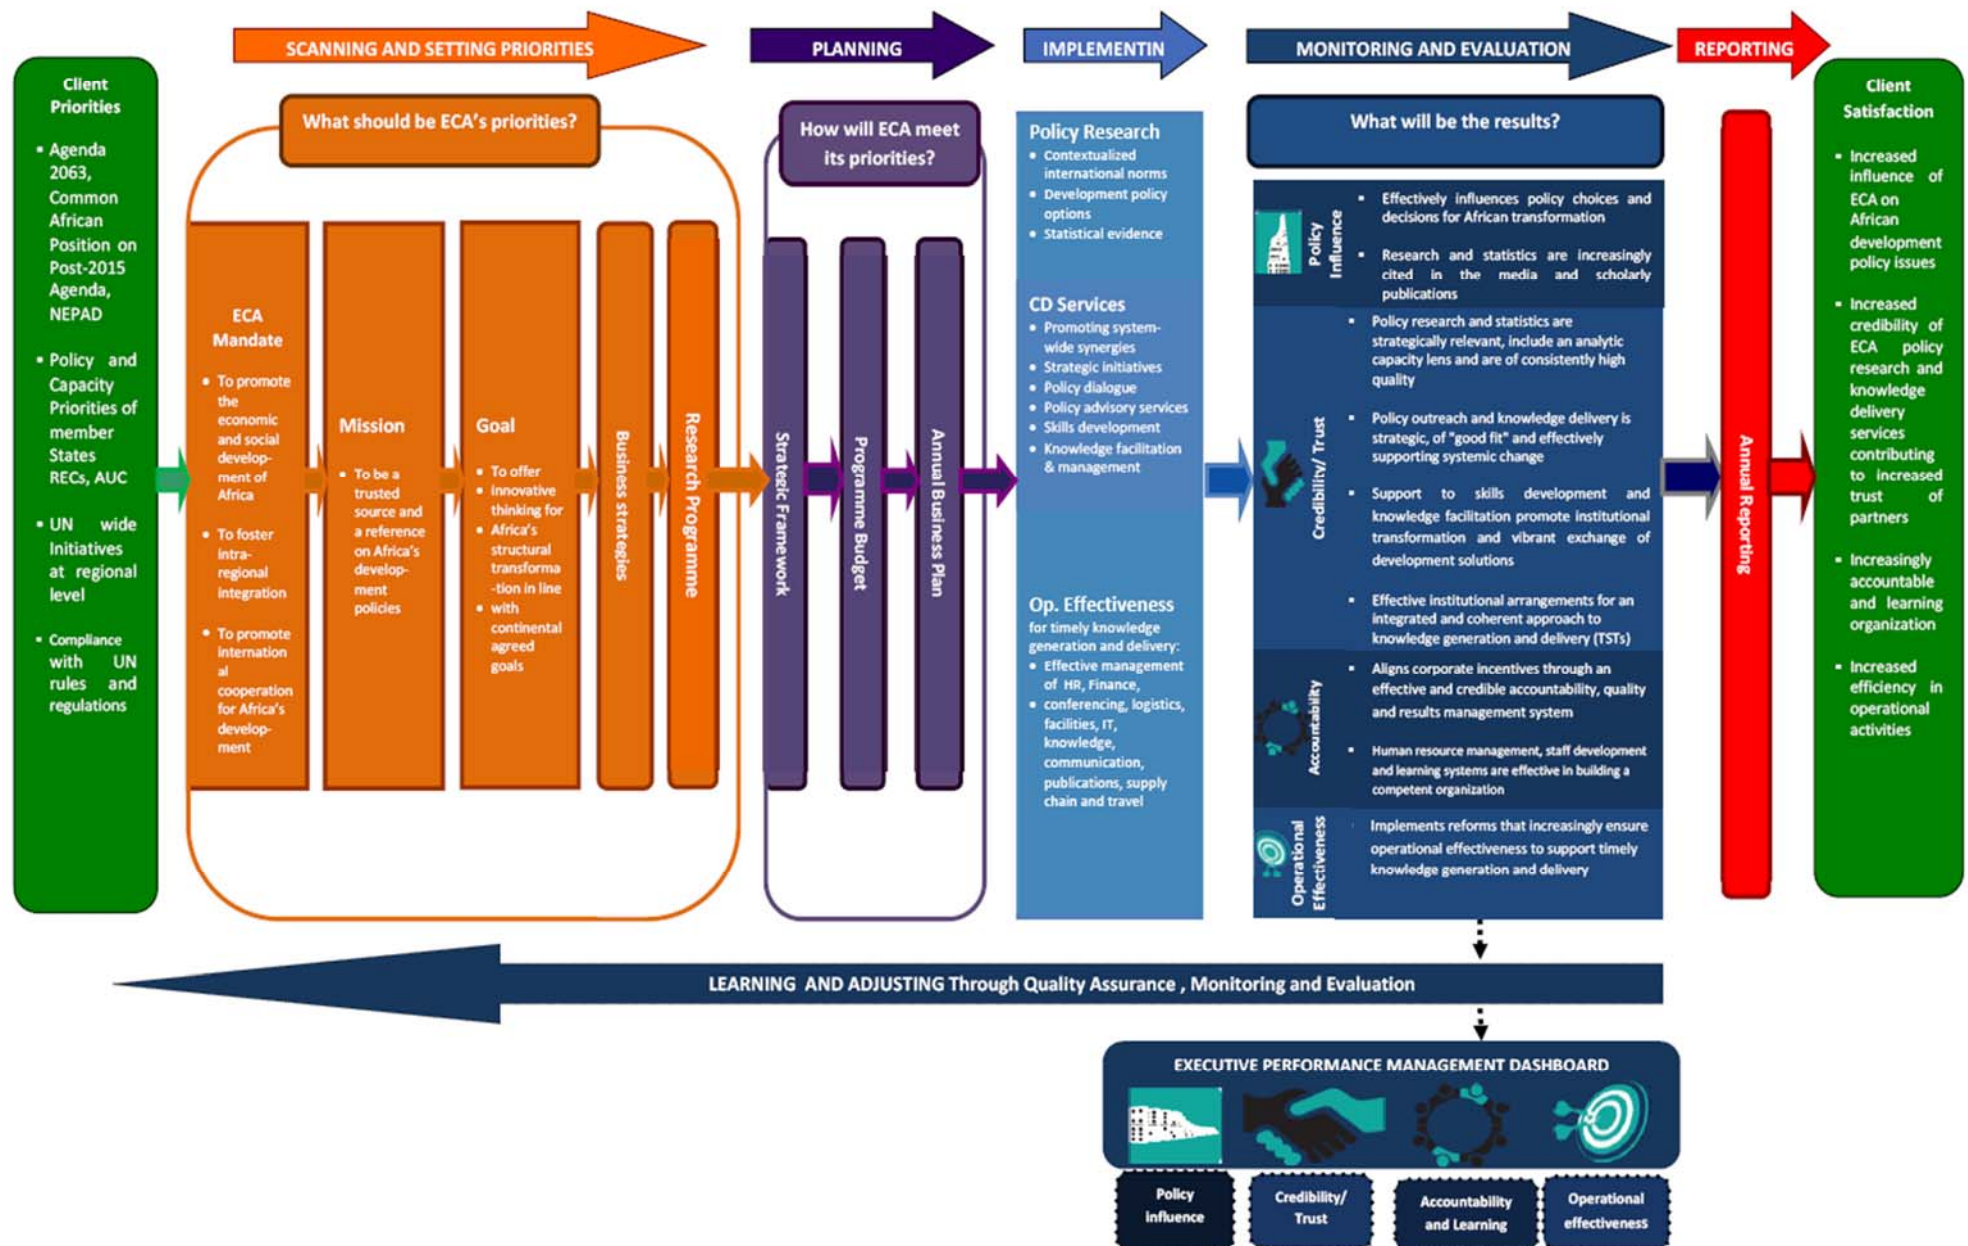 SCANNING AND SETTING PRIORITIES
PLANNING
IMPLEMENTIN
MONITORING AND EVALUATION
REPORTING
Client
Priorities
▪ Agenda
2063,
Common
African
Position on
Post-2015
Agenda,
NEPAD
▪ Policy and
Capacity
Priorities of
member
States
RECs, AUC
▪ UN wide
Initiatives
at regional
level
▪ Compliance
with UN
rules and
regulations
What should be ECA's priorities?
ECA
Mandate
• To promote
the
economic
and social
develop-
ment of
Africa
• To foster
intra-
regional
integration
• To promote
internation
al
cooperation
for Africa's
develop-
ment
Mission
• To be a
trusted
source and
a reference
on Africa's
develop-
ment
policies
Goal
• To offer
• innovative
thinking for
• Africa's
structural
transforma
-tion in line
• with
continental
agreed
goals
Business strategies
Research Programme
How will ECA meet
its priorities?
Strategic Framework
Programme Budget
Annual Business Plan
Policy Research
• Contextualized
international norms
• Development policy
options
• Statistical evidence
CD Services
• Promoting system-
wide synergies
• Strategic initiatives
• Policy dialogue
• Policy advisory services
• Skills development
• Knowledge facilitation
& management
Op. Effectiveness
for timely knowledge
generation and delivery:
• Effective management
of HR, Finance,
• conferencing, logistics,
facilities, IT,
knowledge,
communication,
publications, supply
chain and travel
What will be the results?
Policy
Influence
▪ Effectively influences policy choices and
decisions for African transformation
▪ Research and statistics are increasingly
cited in the media and scholarly
publications
Credibility/ Trust
▪ Policy research and statistics are
strategically relevant, include an analytic
capacity lens and are of consistently high
quality
▪ Policy outreach and knowledge delivery is
strategic, of "good fit" and effectively
supporting systemic change
▪ Support to skills development and
knowledge facilitation promote institutional
transformation and vibrant exchange of
development solutions
▪ Effective institutional arrangements for an
integrated and coherent approach to
knowledge generation and delivery (TSTs)
Accountability
▪ Aligns corporate incentives through an
effective and credible accountability, quality
and results management system
▪ Human resource management, staff development
and learning systems are effective in building a
competent organization
Operational
Effectiveness
Implements reforms that increasingly ensure
operational effectiveness to support timely
knowledge generation and delivery
Annual Reporting
Client
Satisfaction
▪ Increased
influence of
ECA on
African
development
policy issues
▪ Increased
credibility of
ECA policy
research and
knowledge
delivery
services
contributing
to increased
trust of
partners
▪ Increasingly
accountable
and learning
organization
▪ Increased
efficiency in
operational
activities
LEARNING AND ADJUSTING Through Quality Assurance , Monitoring and Evaluation
EXECUTIVE PERFORMANCE MANAGEMENT DASHBOARD
Policy
influence
Credibility/
Trust
Accountability
and Learning
Operational
effectiveness